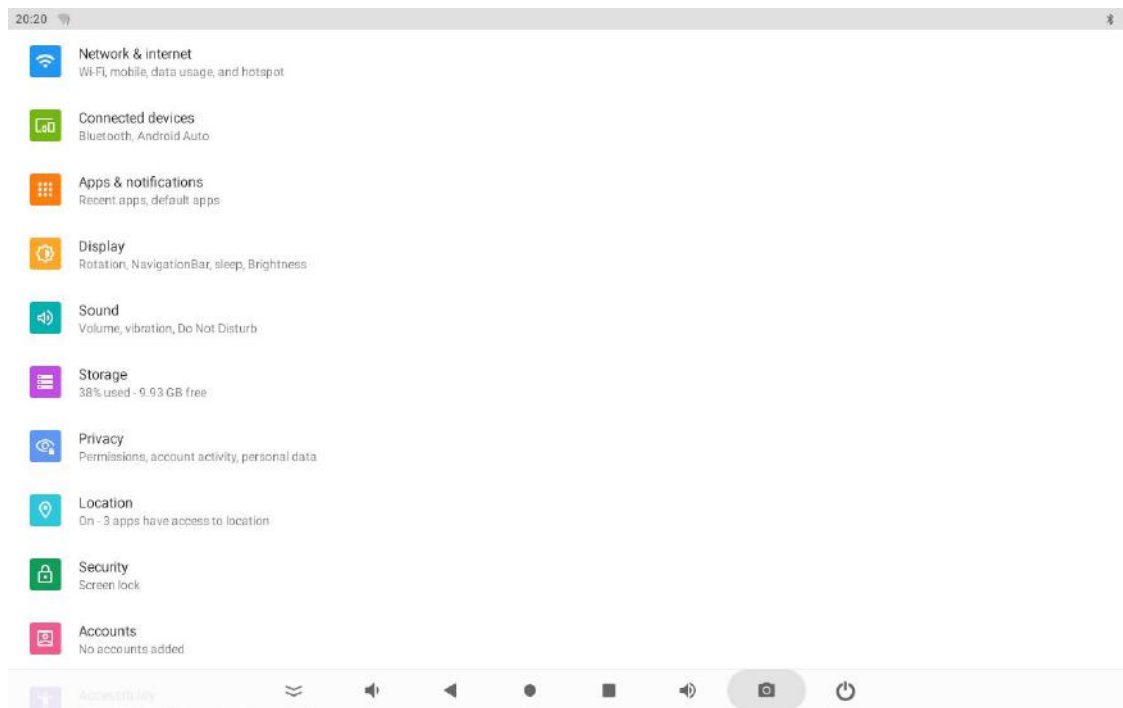 20:20
Network & internet
Wi-Fi, mobile, data usage, and hotspot
Connected devices
Bluetooth, Android Auto
Apps & notifications
Recent apps, default apps
Display
Rotation, NavigationBar, sleep, Brightness
Sound
Volume, vibration, Do Not Disturb
Storage
38% used - 9.93 GB free
Privacy
Permissions, account activity, personal data
Location
On - 3 apps have access to location
Security
Screen lock
Accounts
No accounts added
Accessibility